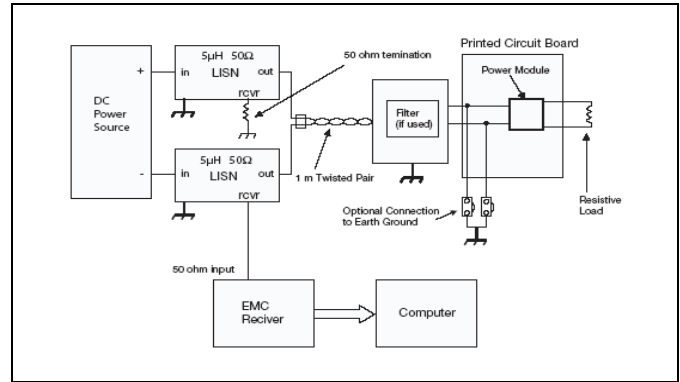 Printed Circuit Board
5µH 50Ω
LISN
in
out
rcvr
+
50 ohm temination
Power Module
DC
Power
Source
Filter
(if used)
5µH 50Ω
LISN
in
out
rcvr
-
1 m Twisted Pair
Optional Connection
to Earth Ground
Resistive
Load
50 ohm input
EMC
Reciver
Computer